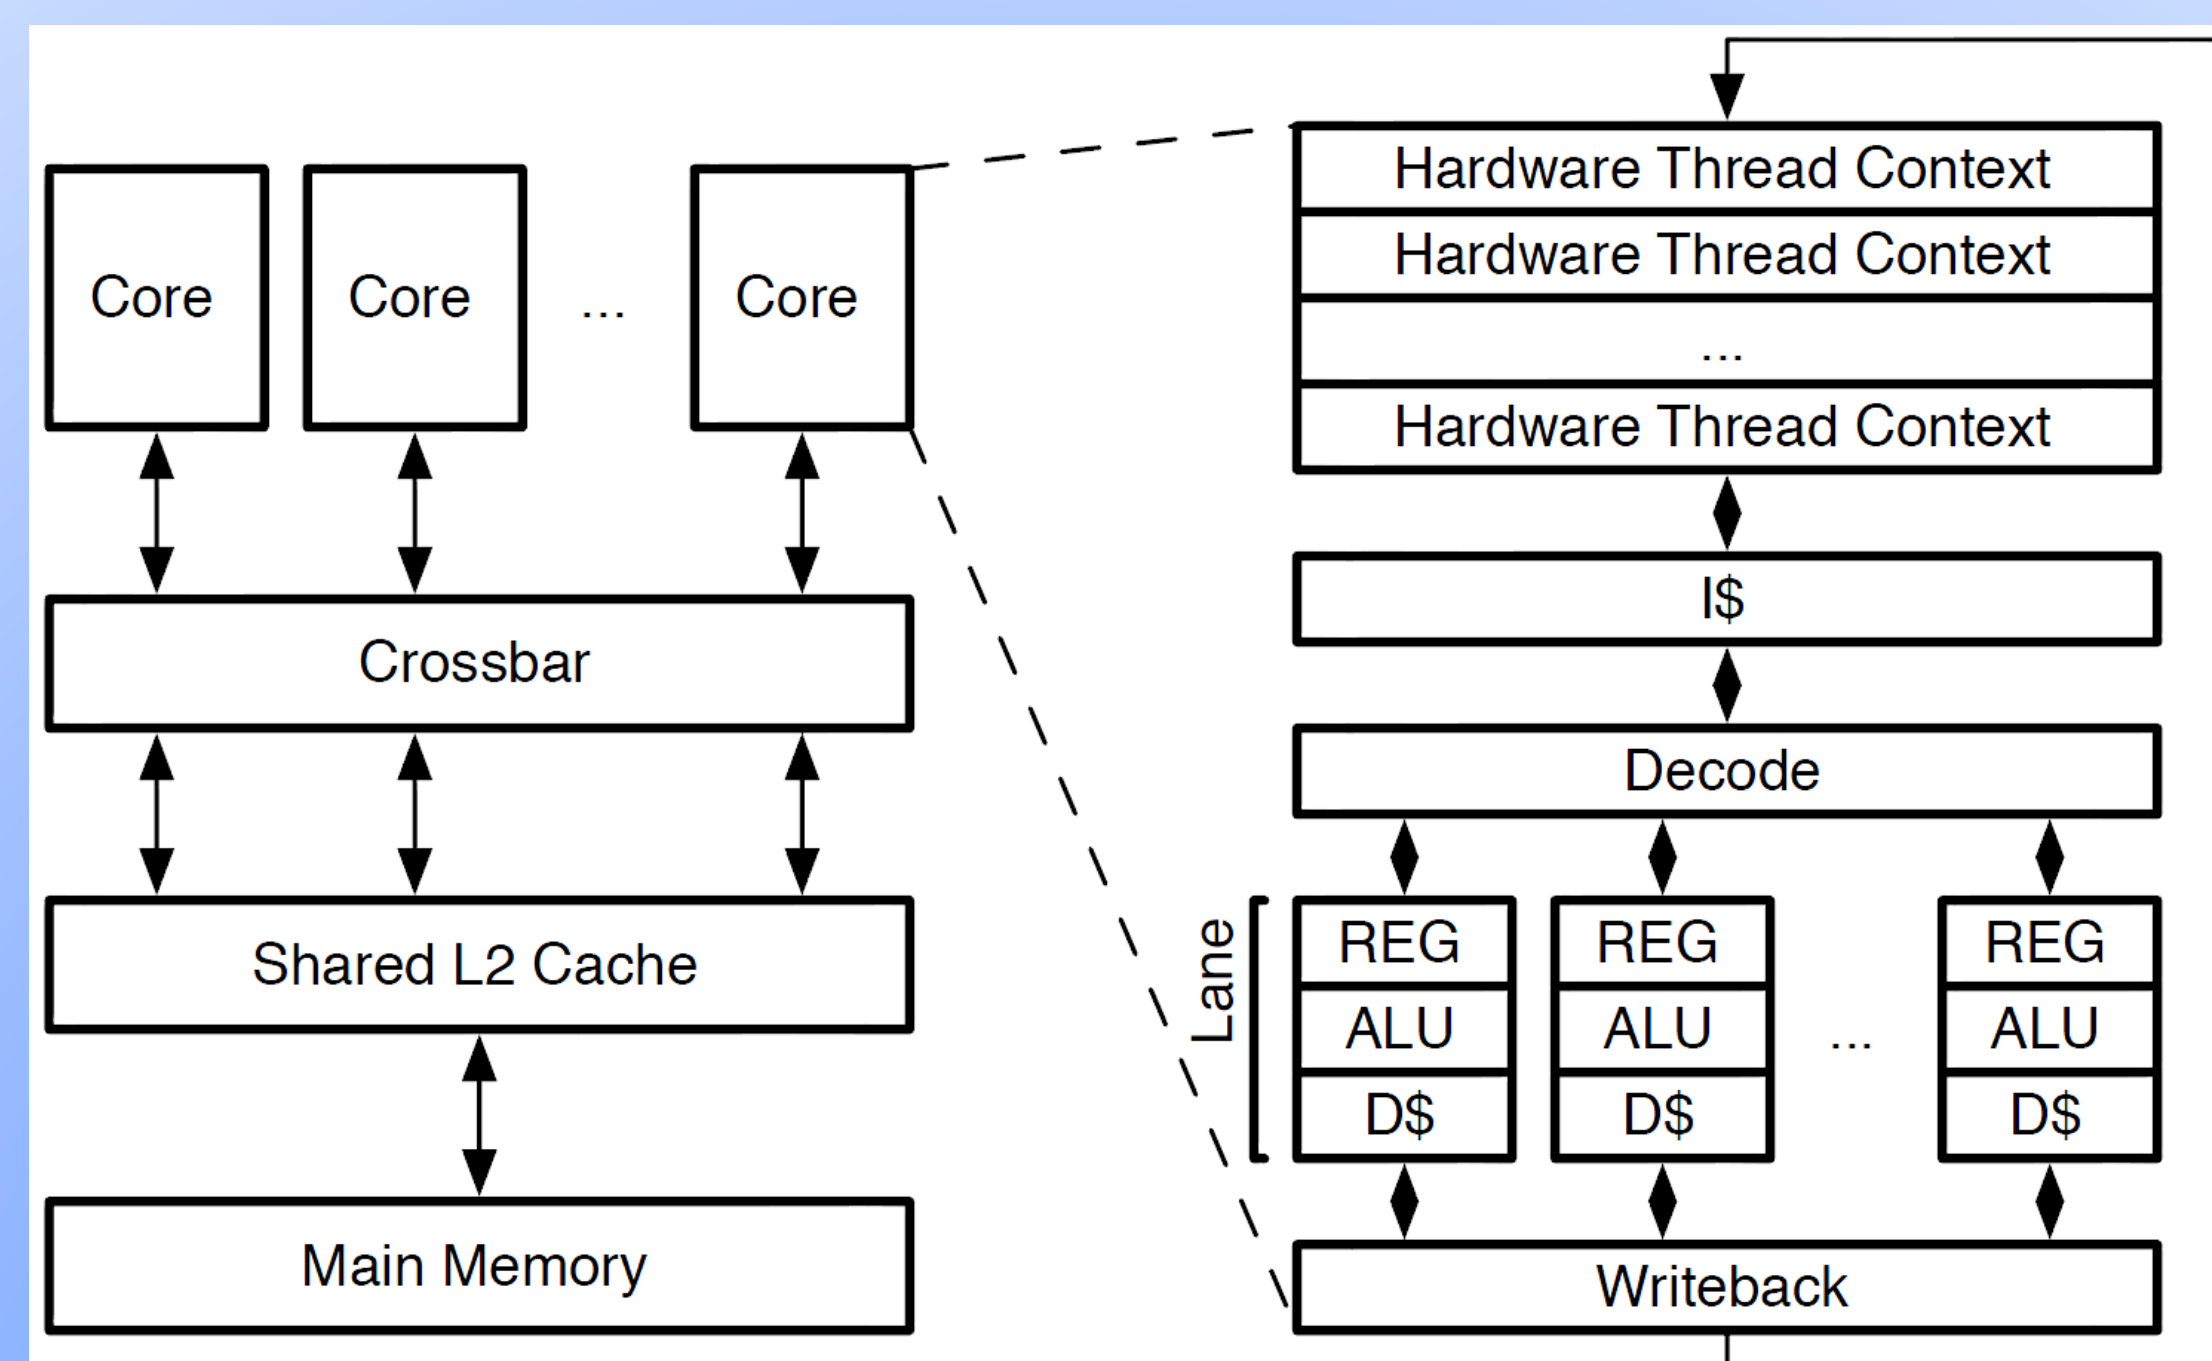 Core
Core
...
Core
Crossbar
Shared L2 Cache
Main Memory
Hardware Thread Context
Hardware Thread Context
...
Hardware Thread Context
I$
Decode
Lane
REG
REG
REG
ALU
ALU
...
ALU
D$
D$
D$
Writeback